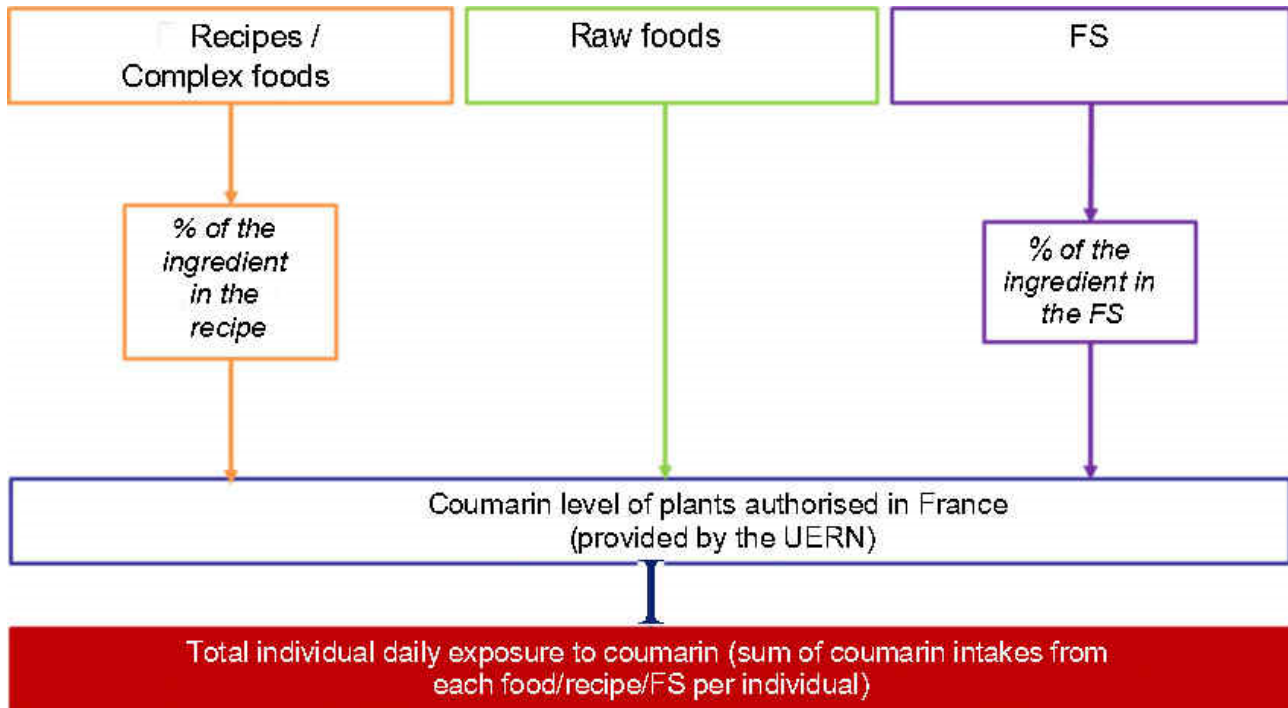 Recipes /
Complex foods
Raw foods
FS
% of the
ingredient
in the
recipe
% of the
ingredient in
the FS
Coumarin level of plants authorised in France
(provided by the UERN)
Total individual daily exposure to coumarin (sum of coumarin intakes from
each food/recipe/FS per individual)